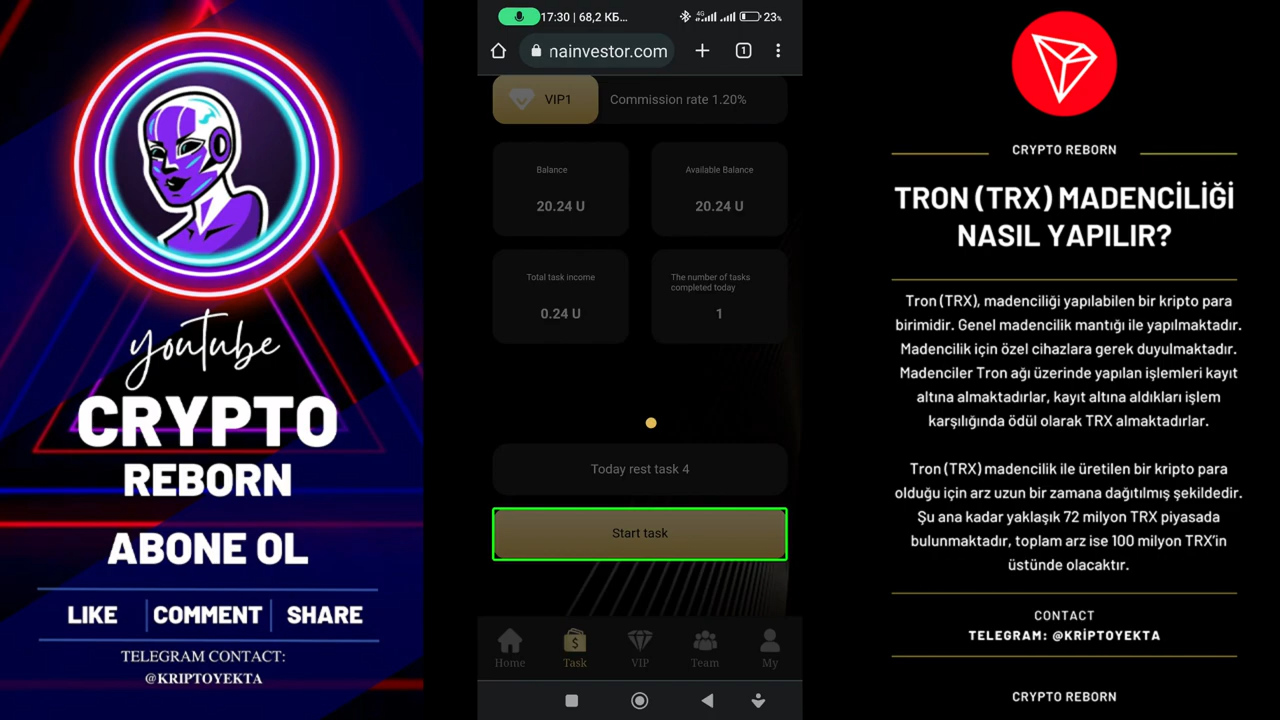 youtube
CRYPTO
REBORN
ABONE OL
LIKE
COMMENT
SHARE
TELEGRAM CONTACT:
@KRIPTOYEKTA
17:30 | 68,2 КБ...
4G
23%
nainvestor.com
1
VIP1
Commission rate 1.20%
Balance
20.24 U
Available Balance
20.24 U
Total task income
0.24 U
The number of tasks
completed today
1
Today rest task 4
Start task
Home
Task
VIP
Team
My
CRYPTO REBORN
TRON (TRX) MADENCİLİĞİ
NASIL YAPILIR?
Tron (TRX), madenciliği yapılabilen bir kripto para
birimidir. Genel madencilik mantığı ile yapılmaktadır.
Madencilik için özel cihazlara gerek duyulmaktadır.
Madenciler Tron ağı üzerinde yapılan işlemleri kayıt
altına almaktadırlar, kayıt altına aldıkları işlem
karşılığında ödül olarak TRX almaktadırlar.
Tron (TRX) madencilik ile üretilen bir kripto para
olduğu için arz uzun bir zamana dağıtılmış şekildedir.
Şu ana kadar yaklaşık 72 milyon TRX piyasada
bulunmaktadır, toplam arz ise 100 milyon TRX'in
üstünde olacaktır.
CONTACT
TELEGRAM: @KRİPTOYEKTA
CRYPTO REBORN